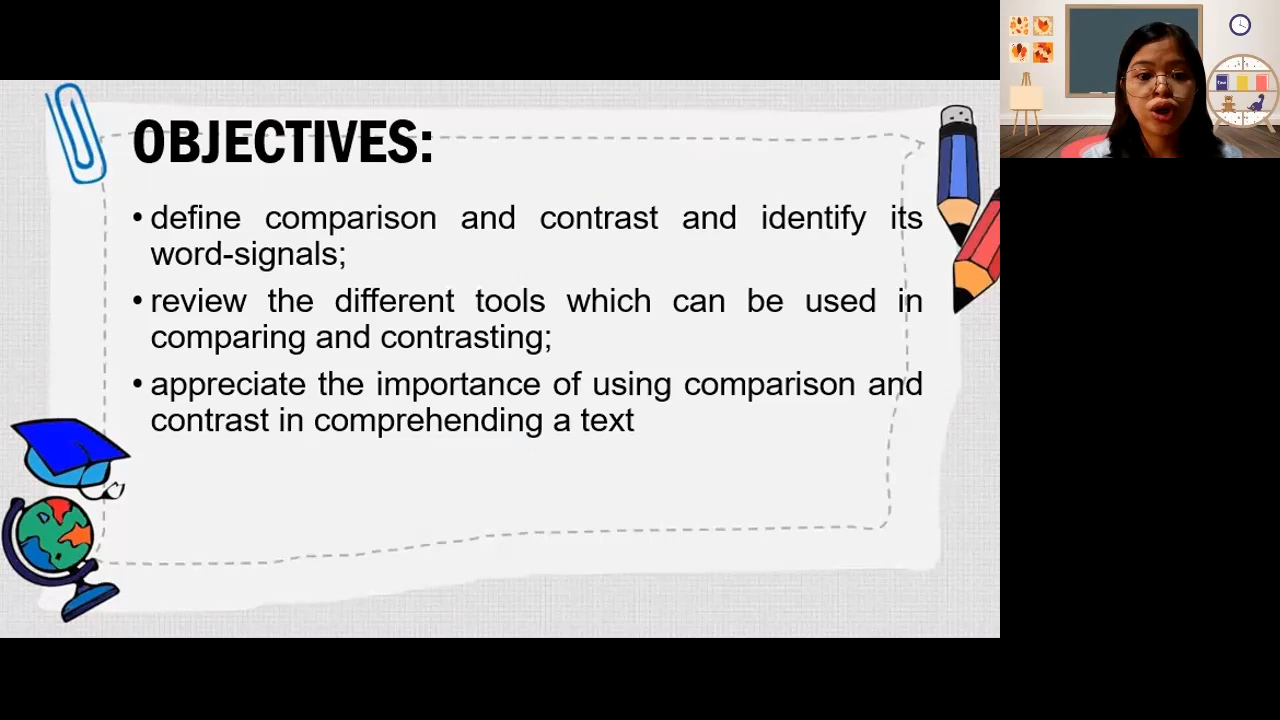 OBJECTIVES:
• define comparison and contrast and identify its
word-signals;
• review the different tools which can be used in
comparing and contrasting;
• appreciate the importance of using comparison and
contrast in comprehending a text